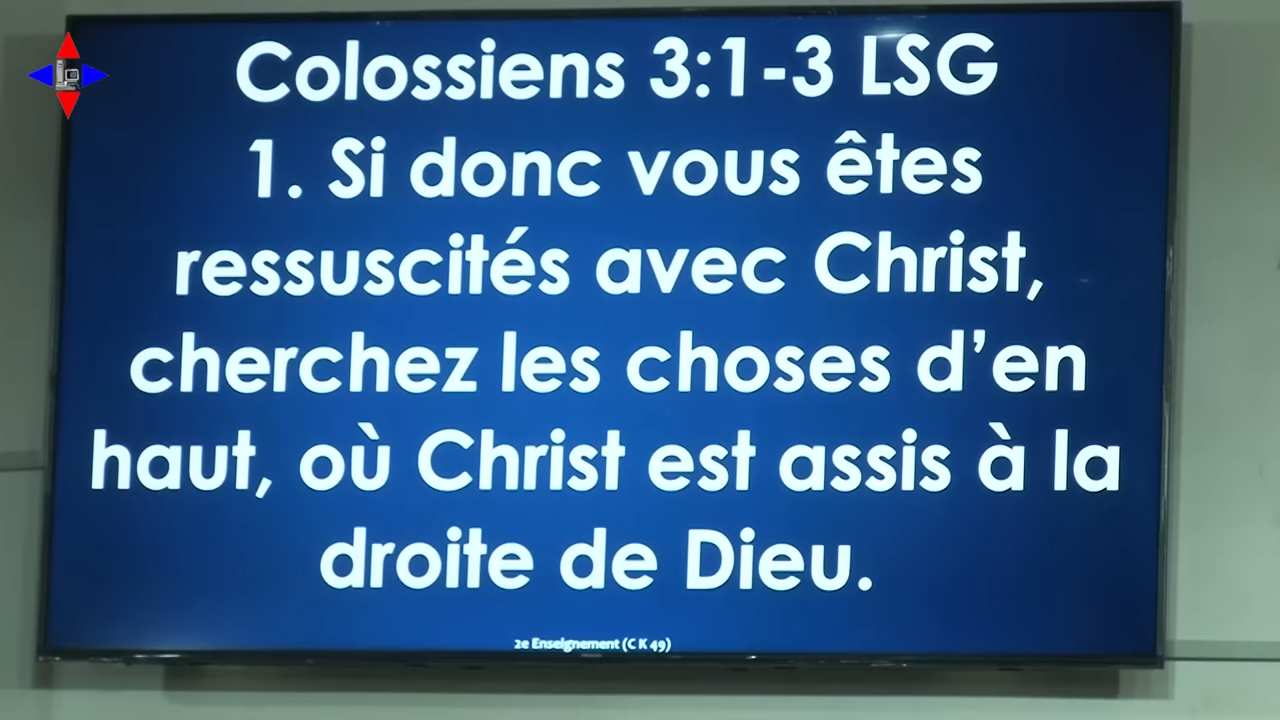 Colossiens 3:1-3 LSG
1. Si donc vous êtes
ressuscités avec Christ,
cherchez les choses d’en
haut, où Christ est assis à la
droite de Dieu.
2e Enseignement (C K 49)